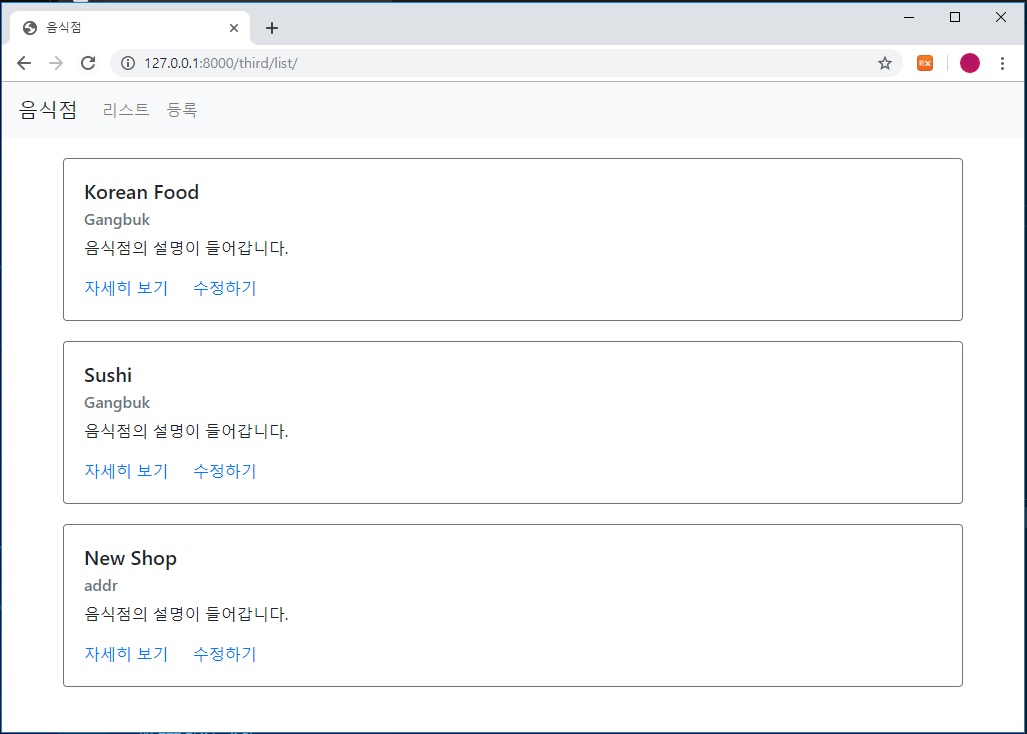 음식점
127.0.0.1:8000/third/list/
Ex
음식점 리스트 등록
Korean Food
Gangbuk
음식점의 설명이 들어갑니다.
자세히 보기 수정하기
Sushi
Gangbuk
음식점의 설명이 들어갑니다.
자세히 보기 수정하기
New Shop
addr
음식점의 설명이 들어갑니다.
자세히 보기 수정하기